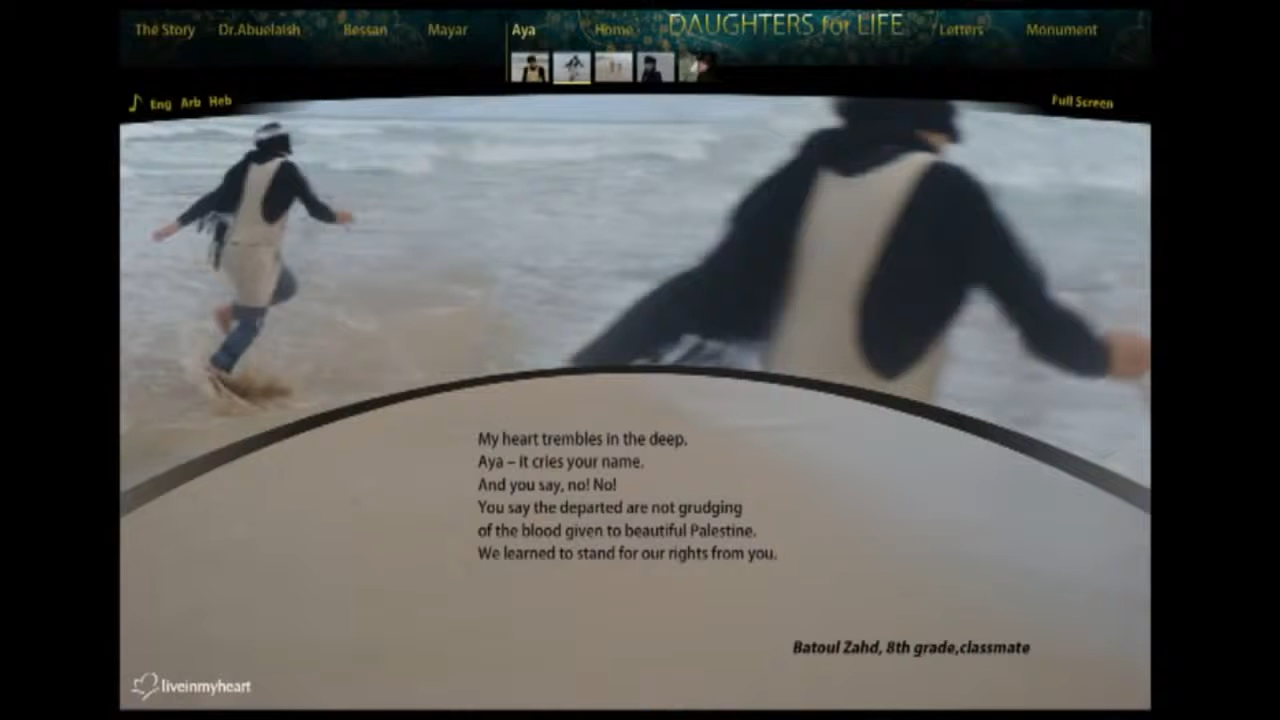 The Story Dr.Abuelaish Bessan Mayar Aya Home DAUGHTERS for LIFE Letters Monument
Eng Arb Heb Full Screen
My heart trembles in the deep.
Aya – it cries your name.
And you say, no! No!
You say the departed are not grudging
of the blood given to beautiful Palestine.
We learned to stand for our rights from you.
Batoul Zahd, 8th grade,classmate
liveinmyheart